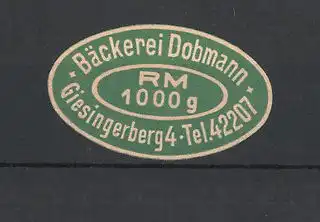 Bäckerei Dobmann
RM
1000 g
Giesingerberg 4 · Tel. 42207